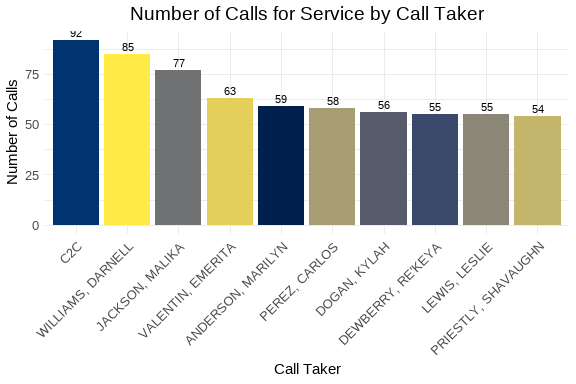 Number of Calls for Service by Call Taker
Number of Calls
92
85
77
63
59
58
56
55
55
54
75
50
25
0
C2C
WILLIAMS, DARNELL
JACKSON, MALIKA
VALENTIN, EMERITA
ANDERSON, MARILYN
PEREZ, CARLOS
DOGAN, KYLAH
DEWBERRY, RE'KEYA
LEWIS, LESLIE
PRIESTLY, SHAVAUGHN
Call Taker